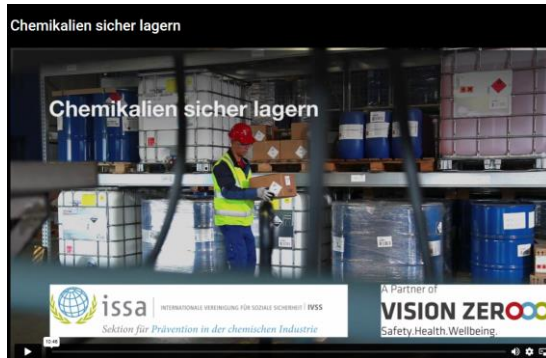 Chemikalien sicher lagern
Chemikalien sicher lagern
issa
INTERNATIONALE VEREINIGUNG FÜR SOZIALE SICHERHEIT | IVSS
Sektion für Prävention in der chemischen Industrie
A Partner of
VISION ZERO
Safety.Health.Wellbeing.
10:48